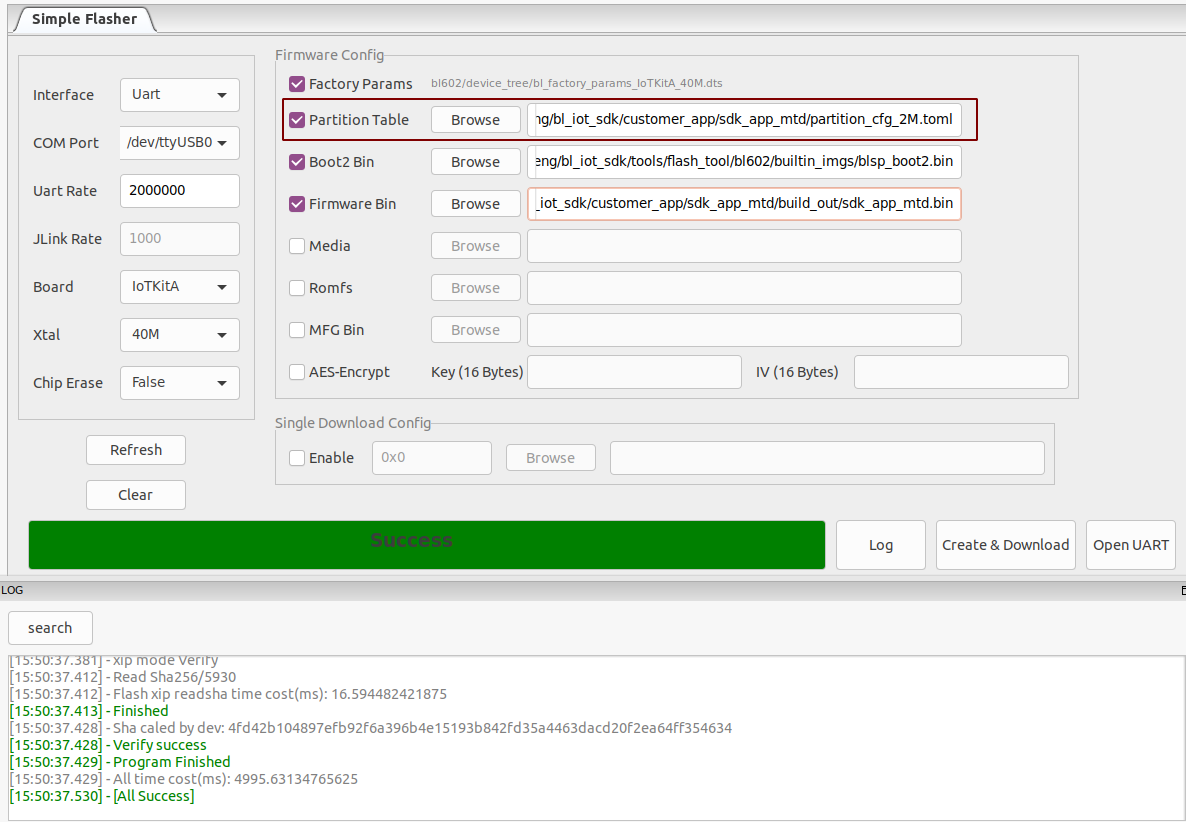 Simple Flasher
Interface Uart
COM Port /dev/ttyUSB0
Uart Rate 2000000
JLink Rate 1000
Board IoTKitA
Xtal 40M
Chip Erase False
Refresh
Clear
Firmware Config
Factory Params bl602/device_tree/bl_factory_params_IoTKitA_40M.dts
Partition Table Browse ng/bl_iot_sdk/customer_app/sdk_app_mtd/partition_cfg_2M.toml
Boot2 Bin Browse eng/bl_iot_sdk/tools/flash_tool/bl602/builtin_imgs/blsp_boot2.bin
Firmware Bin Browse _iot_sdk/customer_app/sdk_app_mtd/build_out/sdk_app_mtd.bin
Media Browse
Romfs Browse
MFG Bin Browse
AES-Encrypt Key (16 Bytes) IV (16 Bytes)
Single Download Config
Enable 0x0 Browse
Success Log Create & Download Open UART
LOG
search
[15:50:37.381] - xip mode Verify
[15:50:37.412] - Read Sha256/5930
[15:50:37.412] - Flash xip readsha time cost(ms): 16.594482421875
[15:50:37.413] - Finished
[15:50:37.428] - Sha caled by dev: 4fd42b104897efb92f6a396b4e15193b842fd35a4463dacd20f2ea64ff354634
[15:50:37.428] - Verify success
[15:50:37.429] - Program Finished
[15:50:37.429] - All time cost(ms): 4995.63134765625
[15:50:37.530] - [All Success]